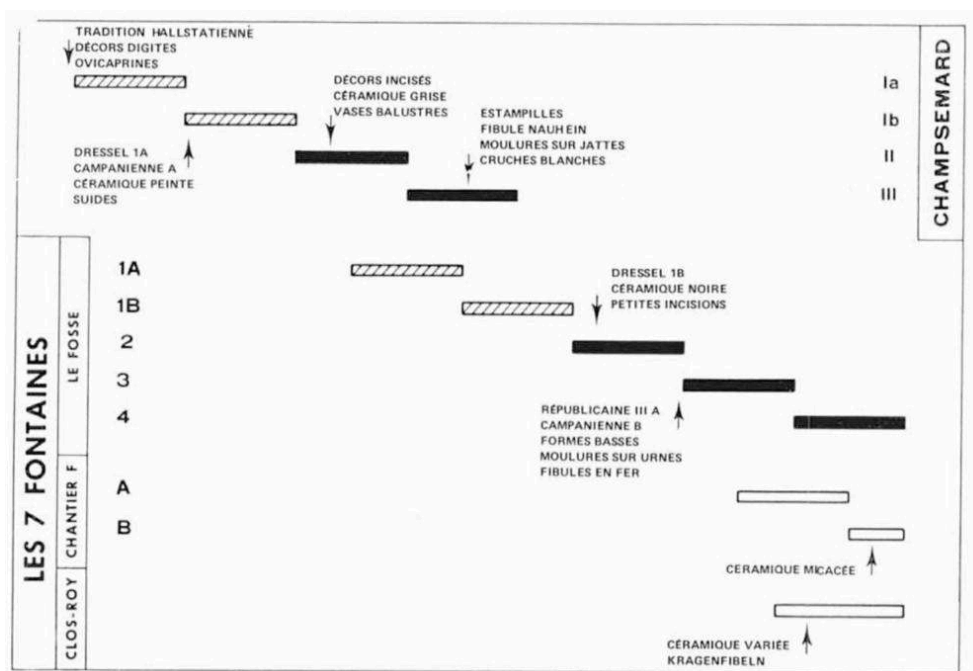 TRADITION HALLSTATIENNE
DÉCORS DIGITES
OVICAPRINES
Ia
DÉCORS INCISÉS
CÉRAMIQUE GRISE
VASES BALUSTRES
Ib
ESTAMPILLES
FIBULE NAUHEIN
MOULURES SUR JATTES
CRUCHES BLANCHES
DRESSEL 1A
CAMPANIENNE A
CÉRAMIQUE PEINTE
SUIDES
II
III
CHAMPSEMARD
LES 7 FONTAINES
LE FOSSE
1A
1B
DRESSEL 1B
CÉRAMIQUE NOIRE
PETITES INCISIONS
2
3
4
RÉPUBLICAINE III A
CAMPANIENNE B
FORMES BASSES
MOULURES SUR URNES
FIBULES EN FER
CHANTIER F
A
B
CERAMIQUE MICACÉE
CLOS-ROY
CÉRAMIQUE VARIÉE
KRAGENFIBELN